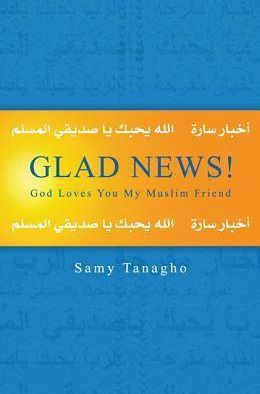 أخبار سارة   الله يحبك يا صديقي المسلم
GLAD NEWS!
God Loves You My Muslim Friend
أخبار سارة   الله يحبك يا صديقي المسلم
Samy Tanagho